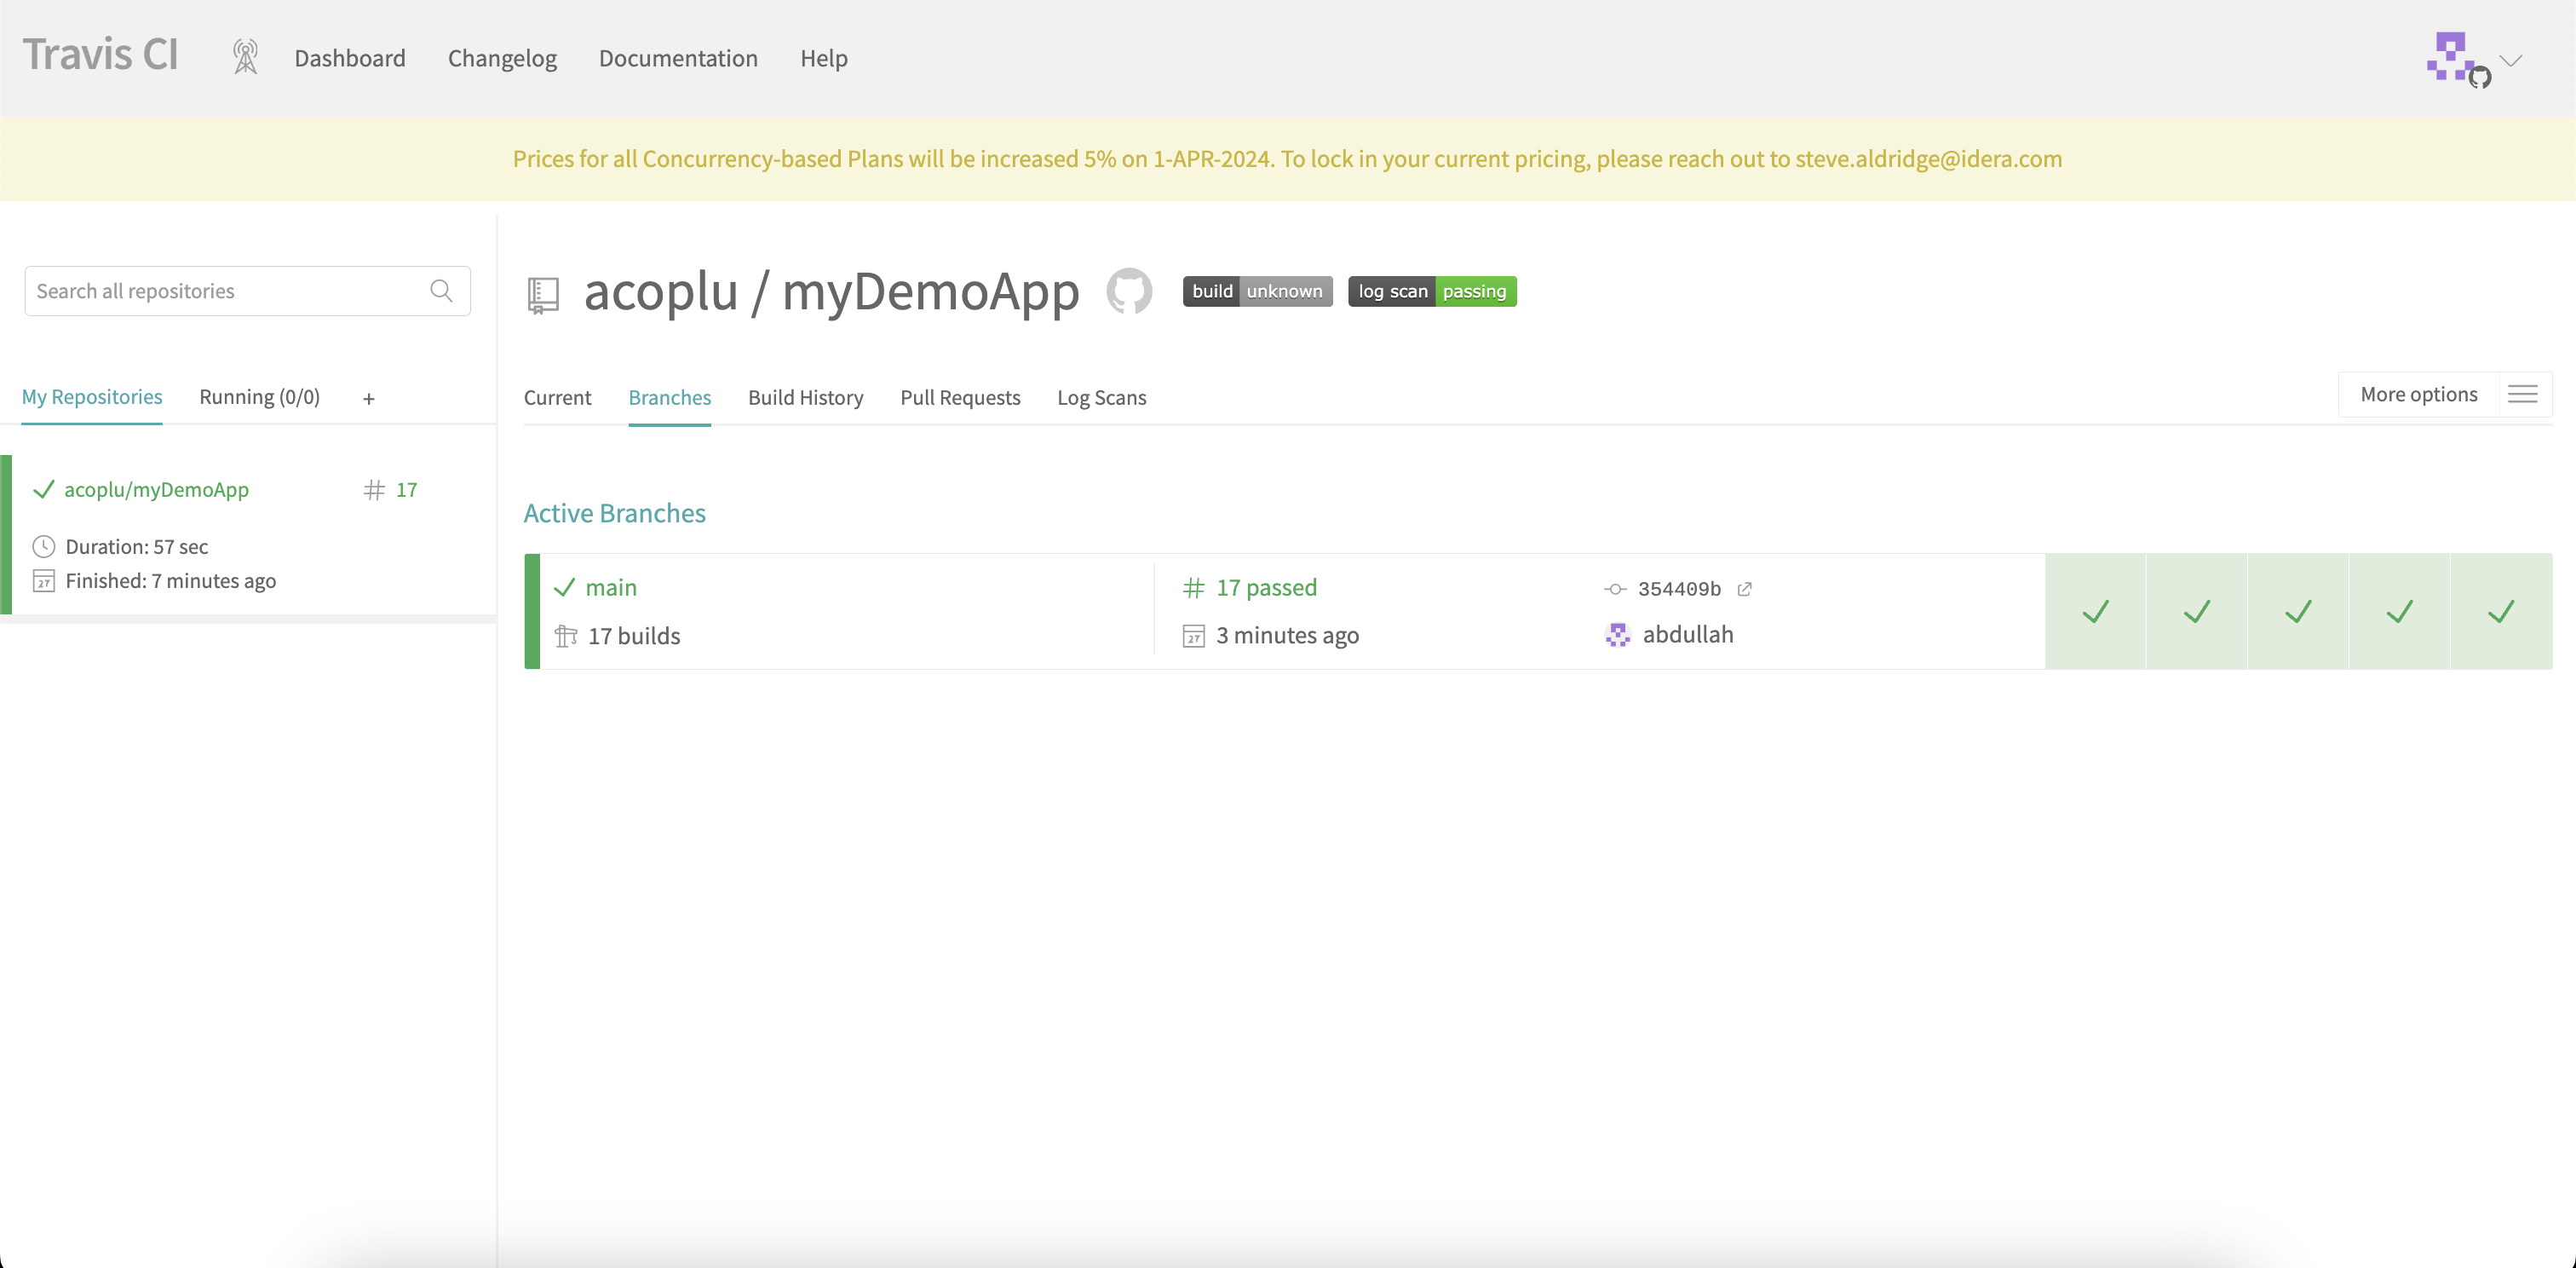 Travis CI
Dashboard
Changelog
Documentation
Help
Prices for all Concurrency-based Plans will be increased 5% on 1-APR-2024. To lock in your current pricing, please reach out to steve.aldridge@idera.com
Search all repositories
acoplu / myDemoApp
build unknown
log scan passing
My Repositories
Running (0/0)
+
Current
Branches
Build History
Pull Requests
Log Scans
More options
acoplu/myDemoApp
# 17
Duration: 57 sec
27 Finished: 7 minutes ago
Active Branches
main
# 17 passed
354409b
17 builds
27 3 minutes ago
abdullah